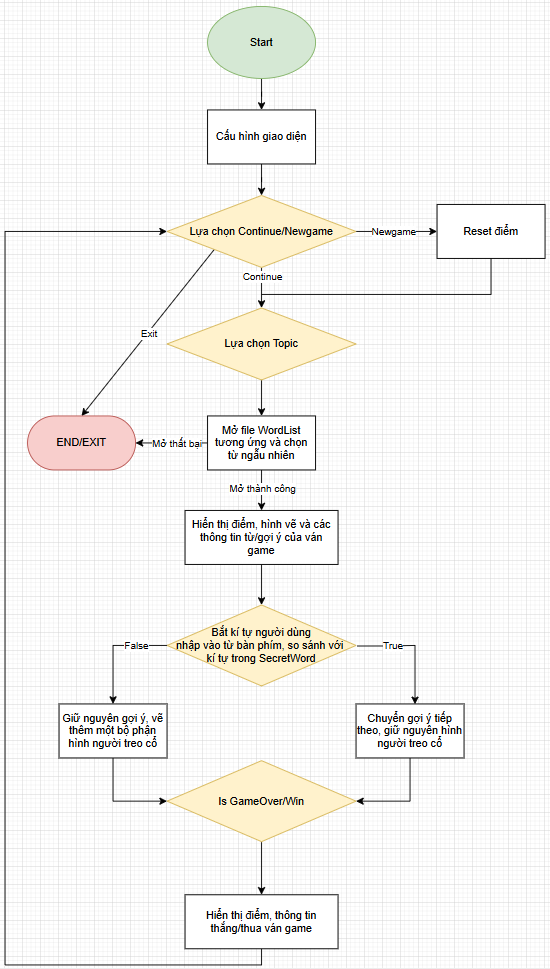 Start
Cấu hình giao diện
Lựa chọn Continue/Newgame
Newgame
Reset điểm
Continue
Exit
Lựa chọn Topic
END/EXIT
Mở thất bại
Mở file WordList
tương ứng và chọn
từ ngẫu nhiên
Mở thành công
Hiển thị điểm, hình vẽ và các
thông tin từ/gợi ý của ván
game
Bắt kí tự người dùng
nhập vào từ bàn phím, so sánh với
kí tự trong SecretWord
False
True
Giữ nguyên gợi ý, vẽ
thêm một bộ phận
hình người treo cổ
Chuyển gợi ý tiếp
theo, giữ nguyên hình
người treo cổ
Is GameOver/Win
Hiển thị điểm, thông tin
thắng/thua ván game